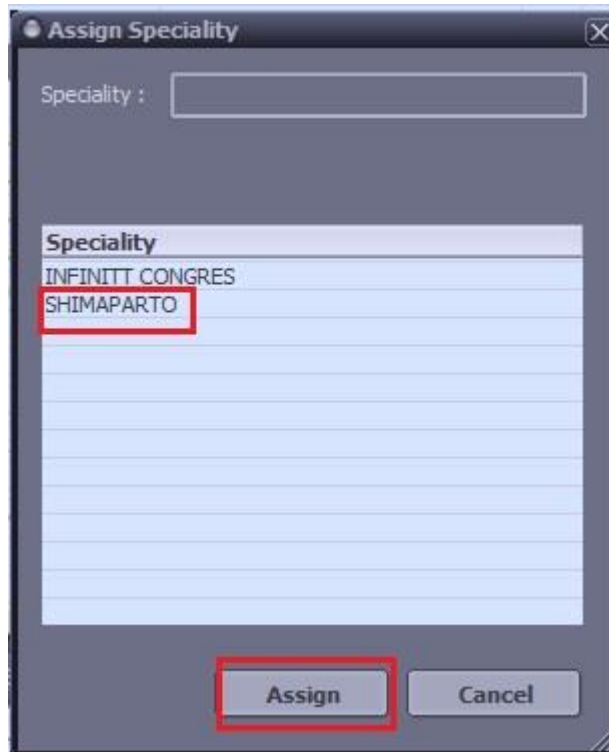 Assign Speciality
Speciality :
Speciality
INFINITT CONGRES
SHIMAPARTO
Assign Cancel